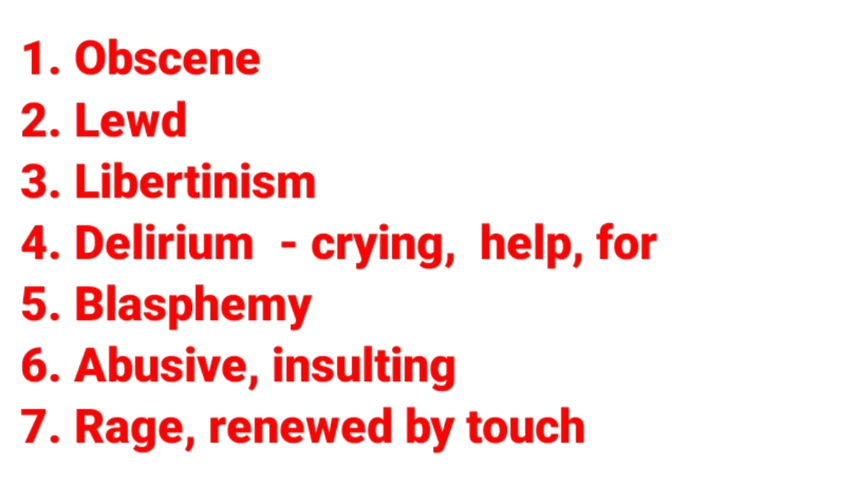 1. Obscene
2. Lewd
3. Libertinism
4. Delirium - crying, help, for
5. Blasphemy
6. Abusive, insulting
7. Rage, renewed by touch